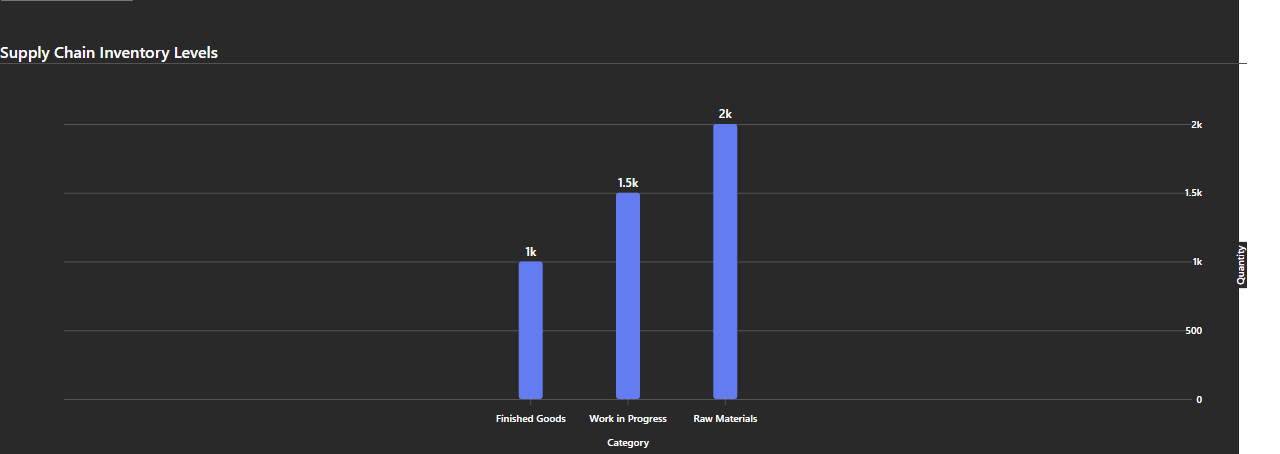 Supply Chain Inventory Levels
2k
1.5k
1k
2k
1.5k
1k
500
0
Quantity
Finished Goods
Work in Progress
Raw Materials
Category